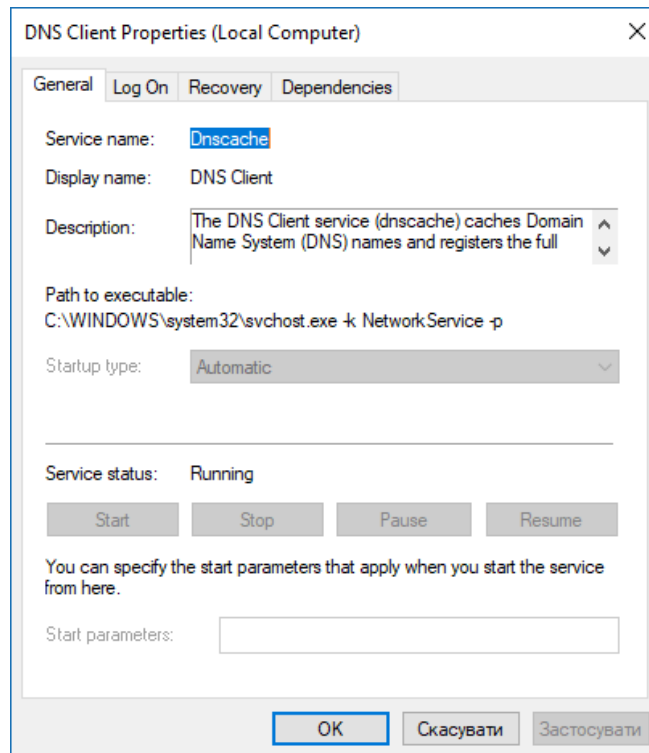 DNS Client Properties (Local Computer)
General Log On Recovery Dependencies
Service name: Dnscache
Display name: DNS Client
Description: The DNS Client service (dnscache) caches Domain
Name System (DNS) names and registers the full
Path to executable:
C:\WINDOWS\system32\svchost.exe -k NetworkService -p
Startup type: Automatic
Service status: Running
Start Stop Pause Resume
You can specify the start parameters that apply when you start the service
from here.
Start parameters:
OK Скасувати Застосувати